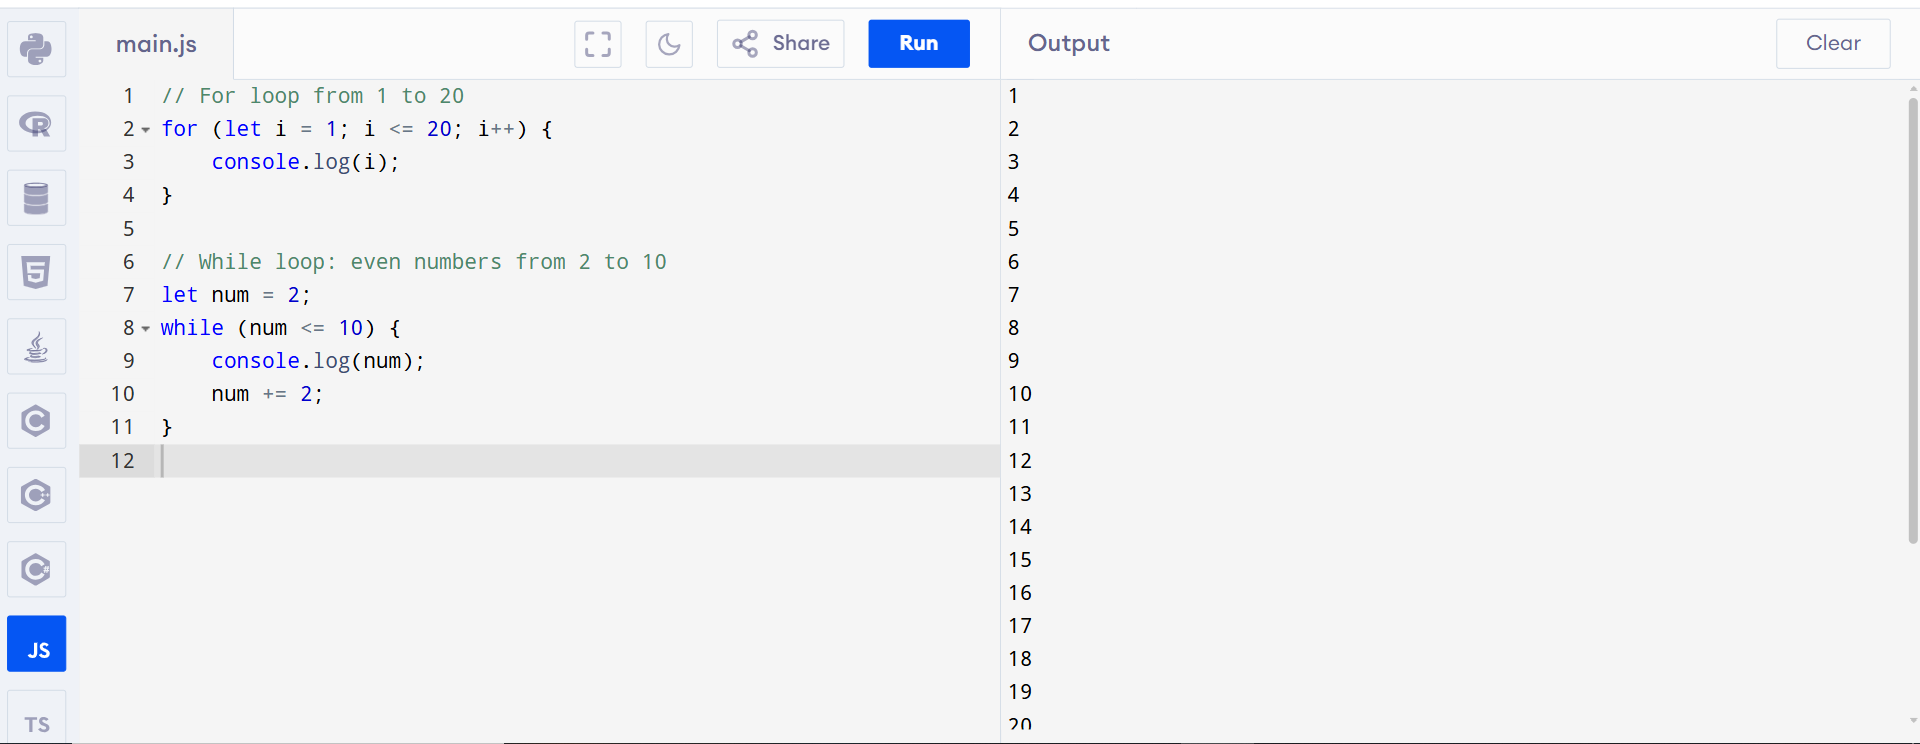 main.js
Share
Run
Output
Clear
1 // For loop from 1 to 20
2 for (let i = 1; i <= 20; i++) {
3     console.log(i);
4 }
5
6 // While loop: even numbers from 2 to 10
7 let num = 2;
8 while (num <= 10) {
9     console.log(num);
10     num += 2;
11 }
12
1
2
3
4
5
6
7
8
9
10
11
12
13
14
15
16
17
18
19
20
R
5
C
C++
C#
JS
TS